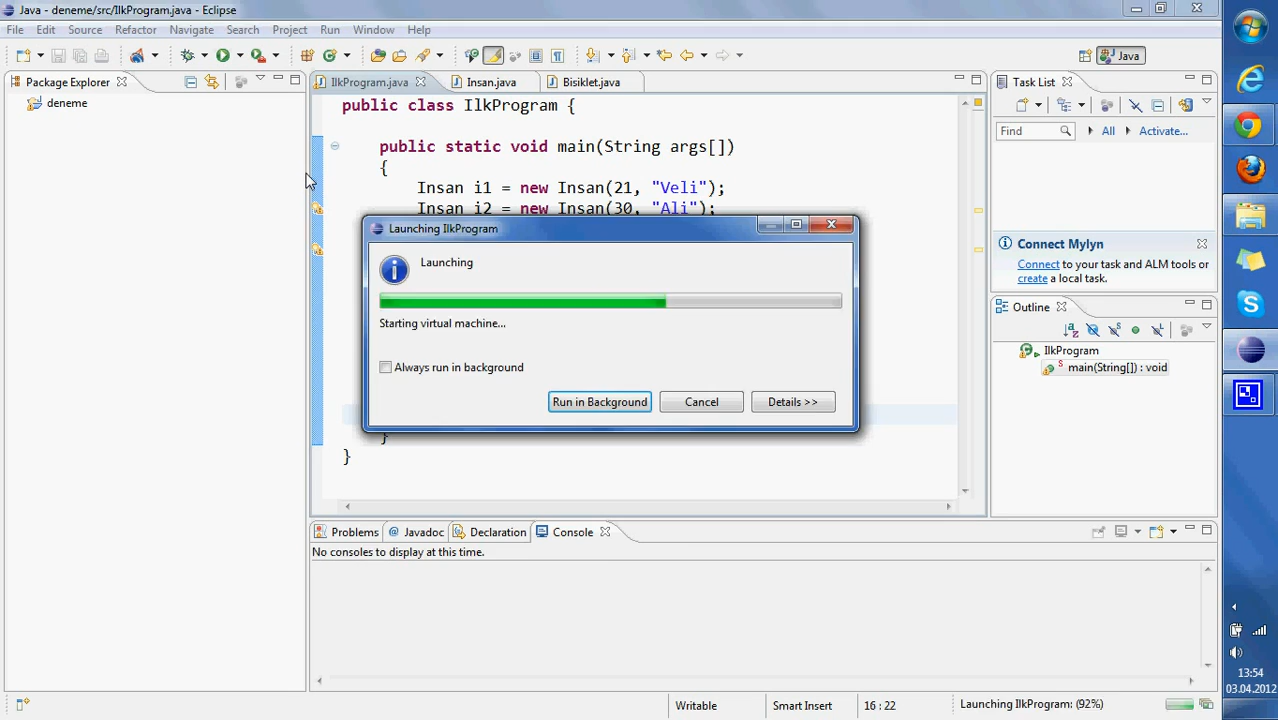 Java - deneme/src/IlkProgram.java - Eclipse
File Edit Source Refactor Navigate Search Project Run Window Help
Java
Package Explorer
deneme
IlkProgram.java Insan.java Bisiklet.java
public class IlkProgram {
public static void main(String args[])
{
Insan i1 = new Insan(21, "Veli");
Insan i2 = new Insan(30, "Ali");
}
}
Launching IlkProgram
Launching
Starting virtual machine...
Always run in background
Run in Background Cancel Details >>
Task List
Find All Activate...
Connect Mylyn
Connect to your task and ALM tools or
create a local task.
Outline
IlkProgram
main(String[]) : void
Problems @ Javadoc Declaration Console
No consoles to display at this time.
Writable Smart Insert 16 : 22 Launching IlkProgram: (92%)
13:54
03.04.2012